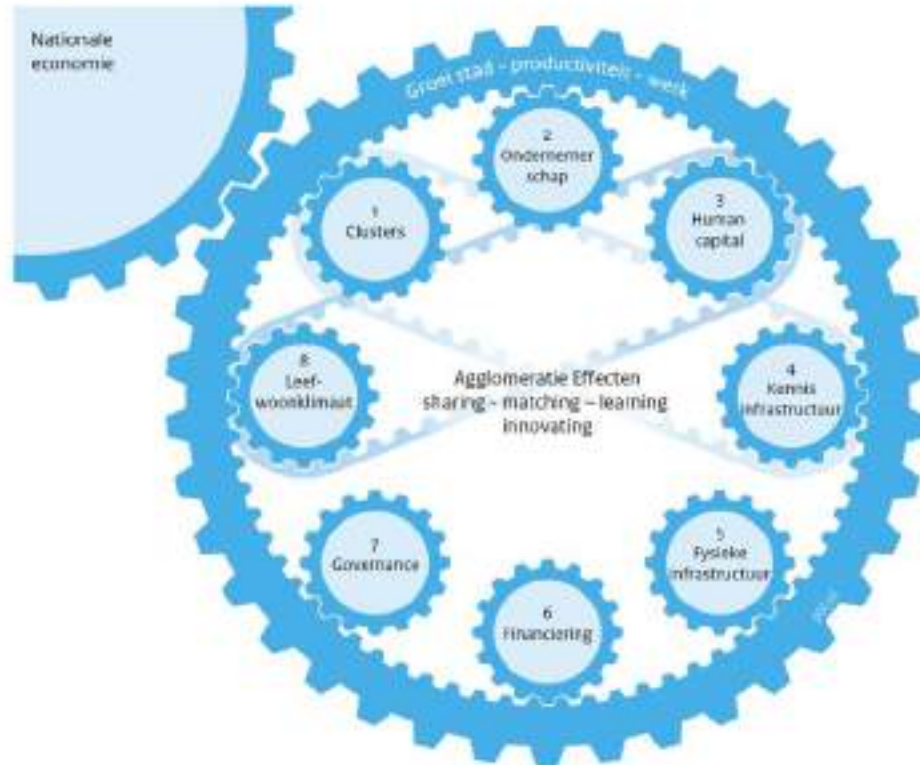 Nationale
economie
Groei stad – productiviteit – werk
1
Clusters
2
Ondernemer
schap
3
Human
capital
4
Kennis
infrastructuur
5
Fysieke
infrastructuur
6
Financiering
7
Governance
8
Leef-
woonklimaat
Agglomeratie Effecten
sharing – matching – learning
innovating